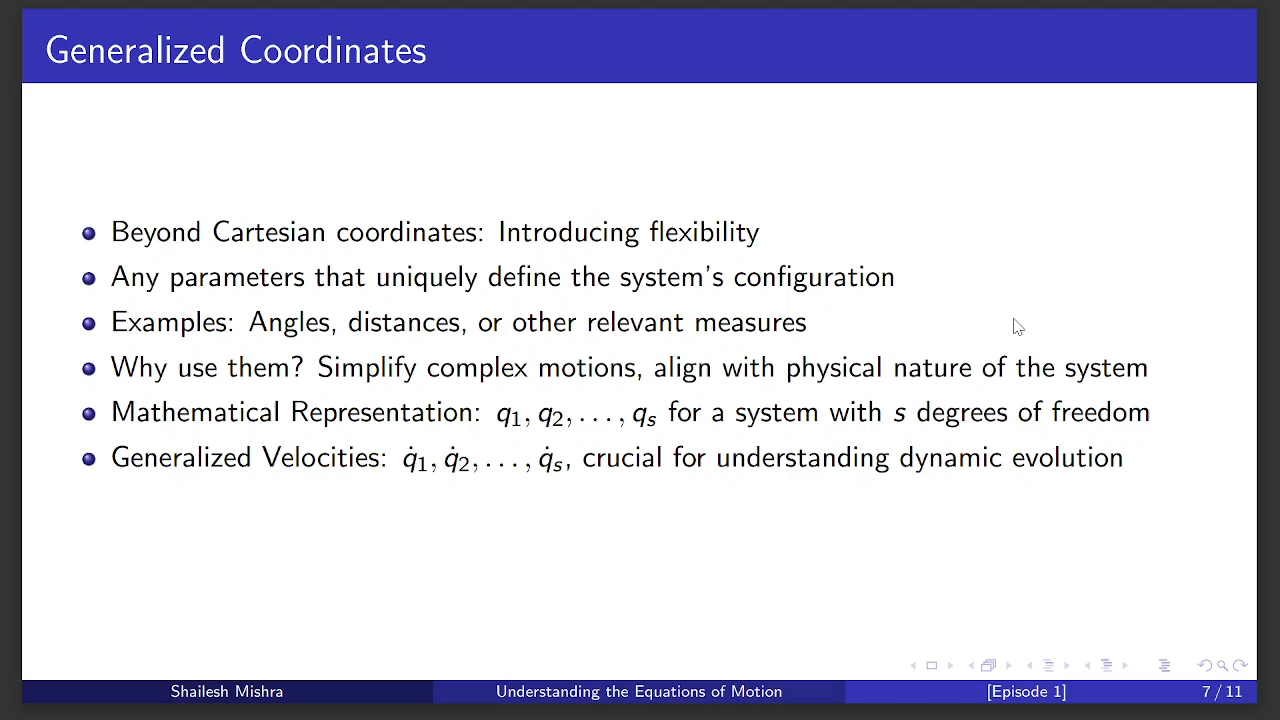 Generalized Coordinates
Beyond Cartesian coordinates: Introducing flexibility
Any parameters that uniquely define the system's configuration
Examples: Angles, distances, or other relevant measures
Why use them? Simplify complex motions, align with physical nature of the system
Mathematical Representation: q₁, q₂, . . . , qₛ for a system with s degrees of freedom
Generalized Velocities: q̇₁, q̇₂, . . . , q̇ₛ, crucial for understanding dynamic evolution
Shailesh Mishra Understanding the Equations of Motion [Episode 1] 7 / 11